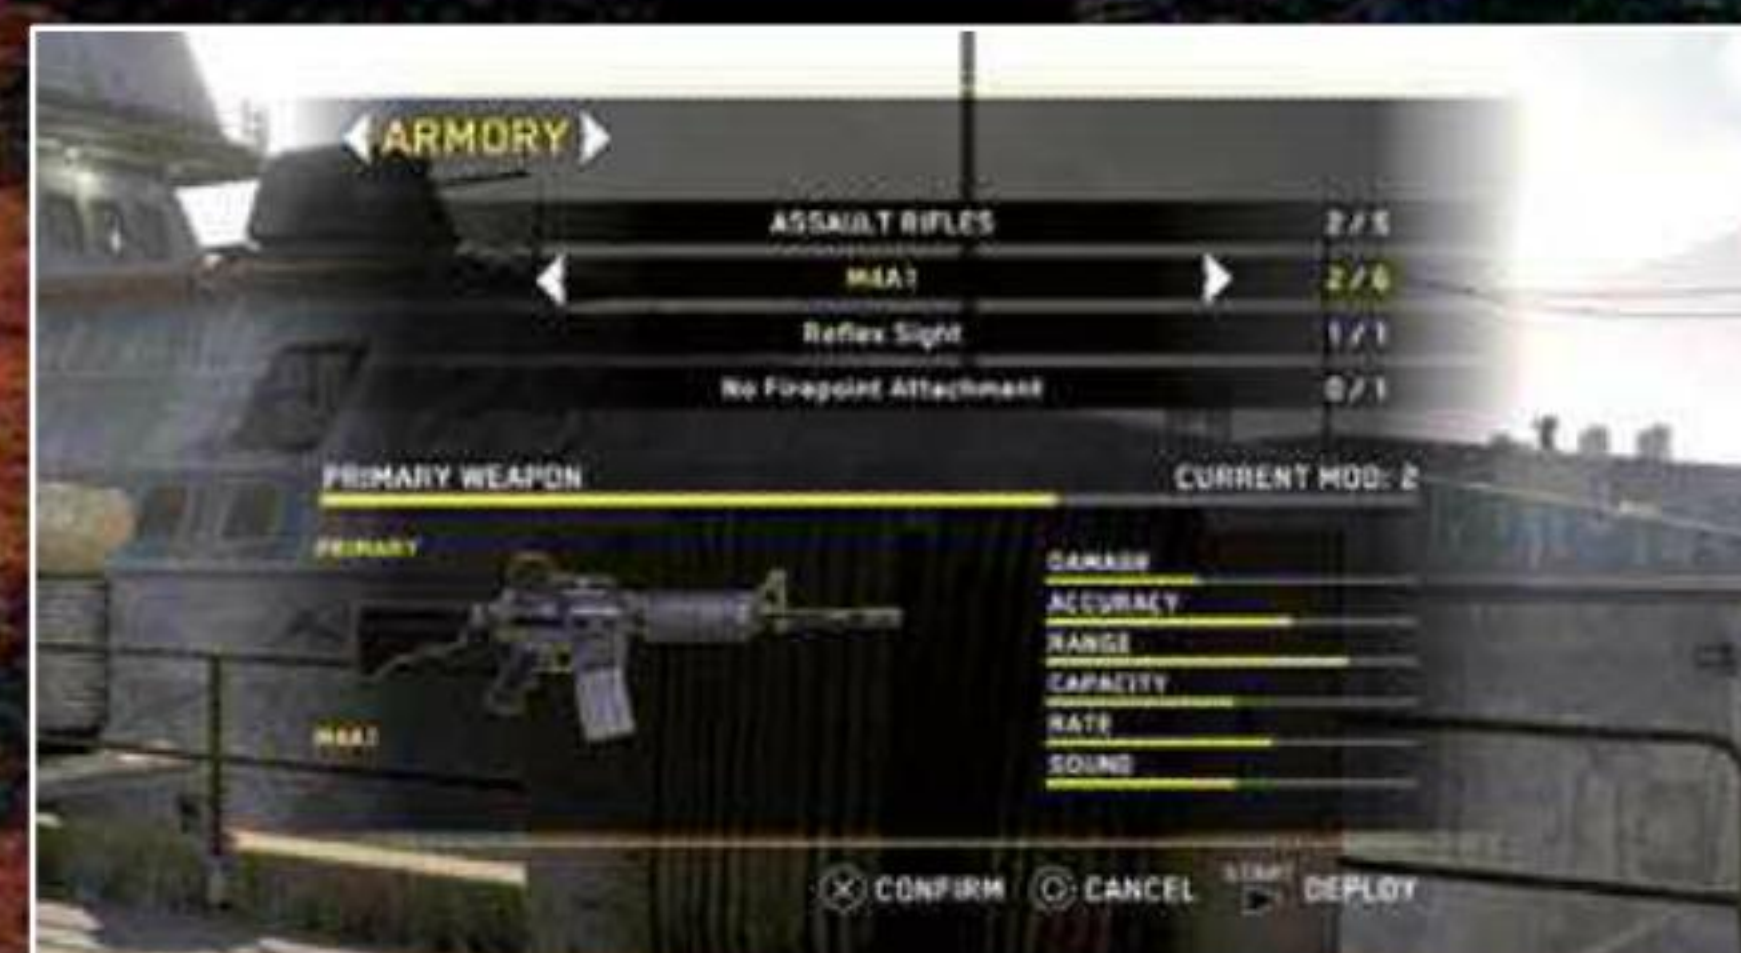 ARMORY
ASSAULT RIFLES 2/5
M4A1 2/6
Reflex Sight 1/1
No Firepoint Attachment 0/1
PRIMARY WEAPON CURRENT MOD: 2
PRIMARY
DAMAGE
ACCURACY
RANGE
CAPACITY
RATE
M4A1
SOUND
CONFIRM CANCEL START DEPLOY